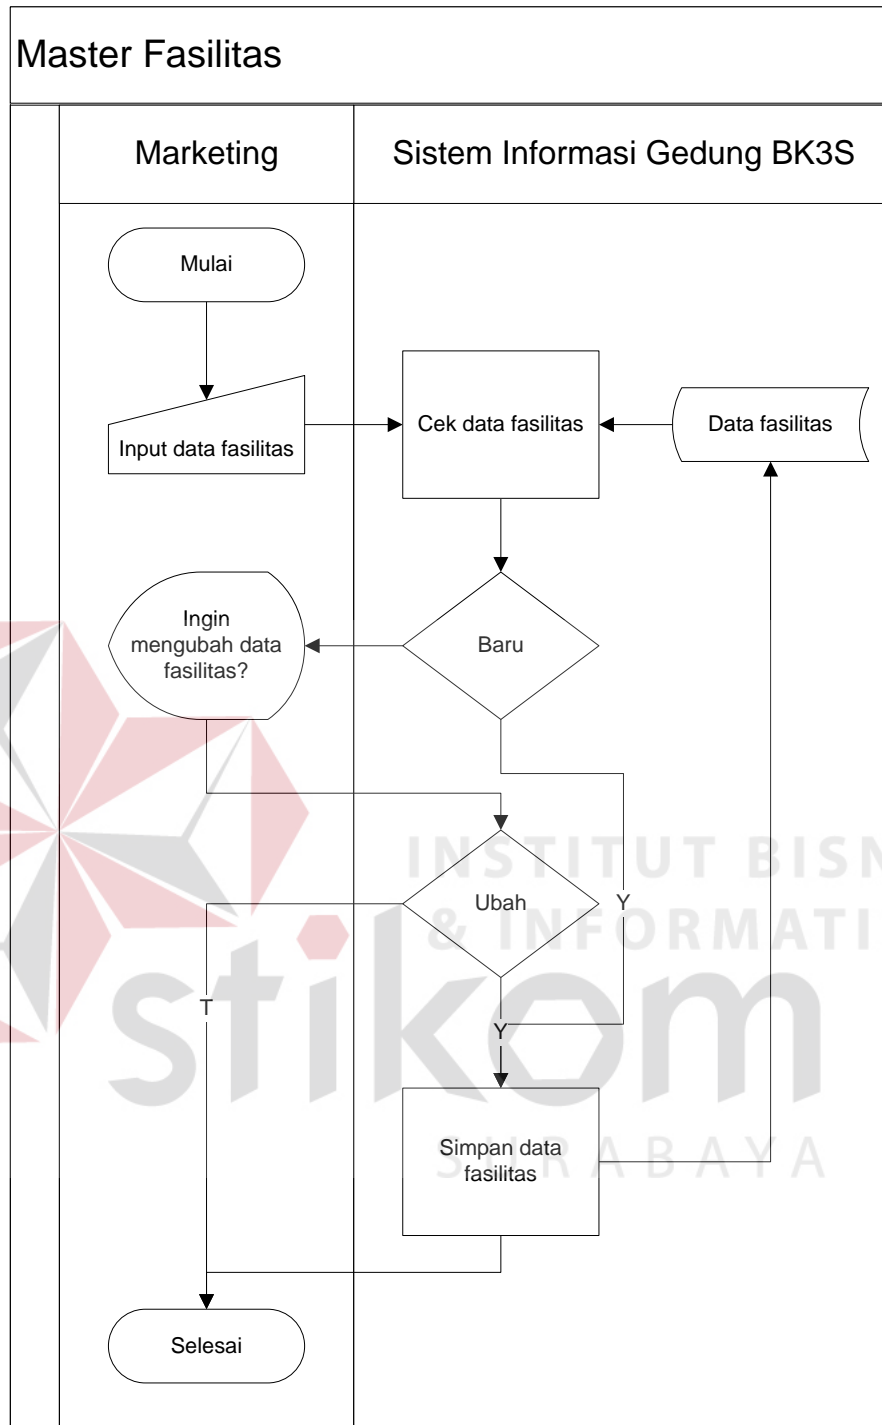 Master Fasilitas
Marketing
Sistem Informasi Gedung BK3S
Mulai
Input data fasilitas
Cek data fasilitas
Data fasilitas
Ingin
mengubah data
fasilitas?
Baru
INSTITUT BISN
Ubah
Y
& INFORMATI
T
stikom
Y
Simpan data
fasilitas
SURABAYA
Selesai